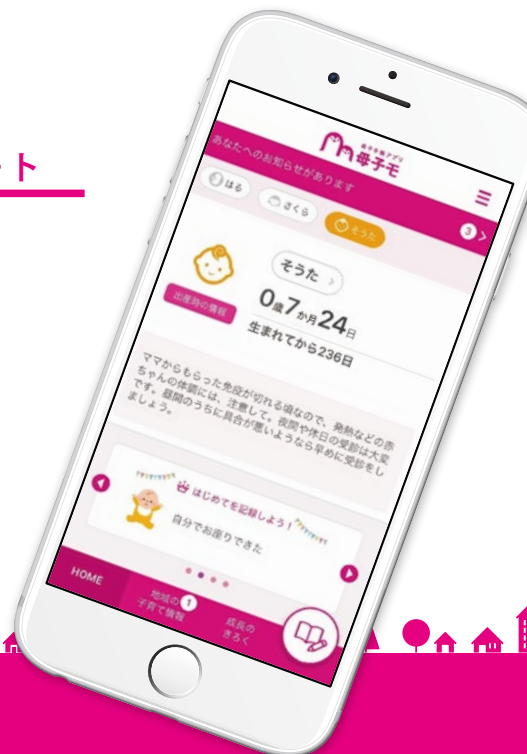 ート
母子手帳アプリ
母子モ
あなたへのお知らせがあります
3
はる
さくら
そうた
そうた
出産時の情報
0歳7か月24日
生まれてから236日
ママからもらった免疫が切れる頃なので、発熱などの赤
ちゃんの体調には、注意して。夜間や休日の受診は大変
です。昼間のうちに具合が悪いようなら早めに受診をし
ましょう。
はじめてを記録しよう！
自分でお座りできた
HOME
地域の
子育て情報
1
成長の
きろく